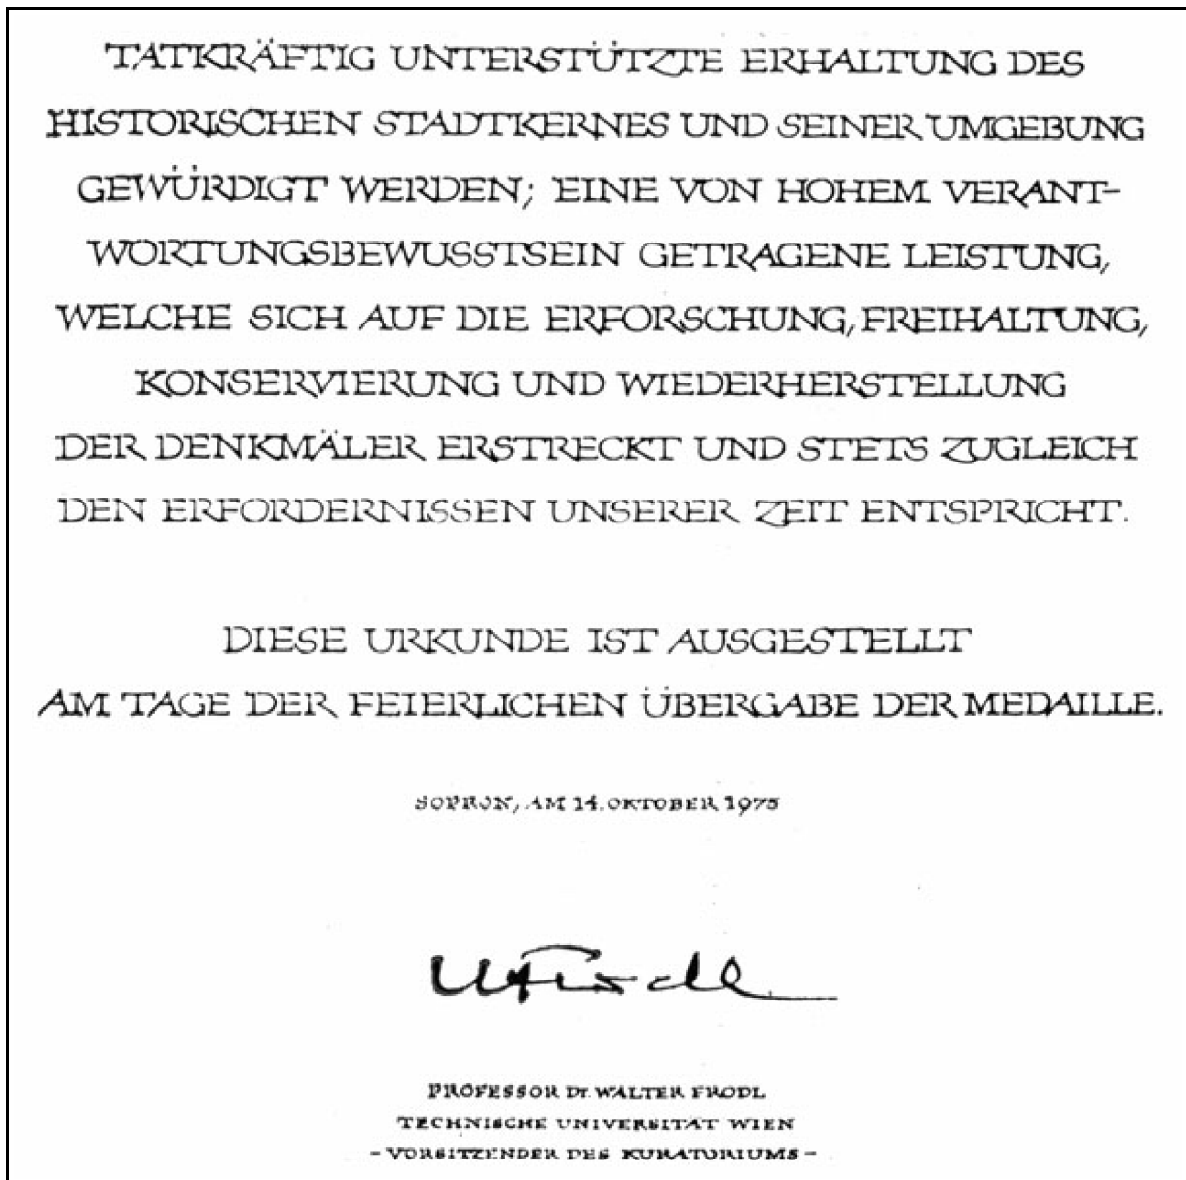 TATKRÄFTIG UNTERSTÜTZTE ERHALTUNG DES
HISTORISCHEN STADTKERNES UND SEINER UMGEBUNG
GEWÜRDIGT WERDEN; EINE VON HOHEM VERANT-
WORTUNGSBEWUSSTSEIN GETRAGENE LEISTUNG,
WELCHE SICH AUF DIE ERFORSCHUNG, FREIHALTUNG,
KONSERVIERUNG UND WIEDERHERSTELLUNG
DER DENKMÄLER ERSTRECKT UND STETS ZUGLEICH
DEN ERFORDERNISSEN UNSERER ZEIT ENTSPRICHT.
DIESE URKUNDE IST AUSGESTELLT
AM TAGE DER FEIERLICHEN ÜBERGABE DER MEDAILLE.
SOPRON, AM 14. OKTOBER 1975
W Frodl
PROFESSOR Dr. WALTER FRODL
TECHNISCHE UNIVERSITÄT WIEN
- VORSITZENDER DES KURATORIUMS -